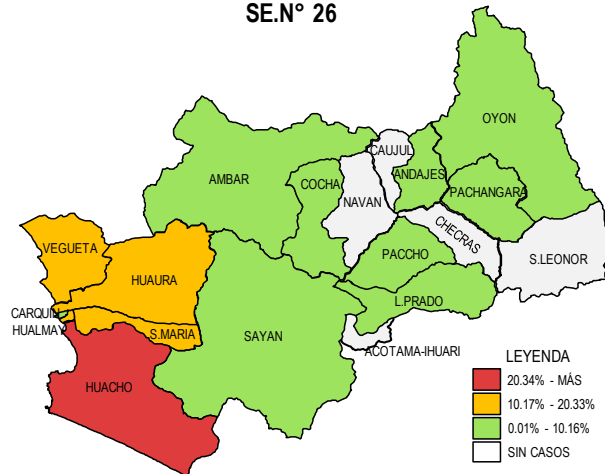 SE.N° 26
OYON
CAUJUL
AMBAR
COCHA
ANDAJES
NAVAN
PACHANGARA
CHECRAS
VEGUETA
HUAURA
PACCHO
S.LEONOR
L.PRADO
CARQUIN
HUALMAY
S.MARIA
SAYAN
ACOTAMA-IHUARI
HUACHO
LEYENDA
20.34% - MÁS
10.17% - 20.33%
0.01% - 10.16%
SIN CASOS